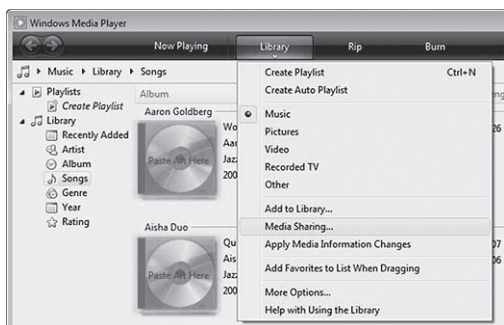 Windows Media Player
Now Playing Library Rip Burn
Music ▸ Library ▸ Songs
Playlists
Create Playlist
Library
Recently Added
Artist
Album
Songs
Genre
Year
Rating
Album
Aaron Goldberg
Paste Art Here
Aisha Duo
Paste Art Here
Create Playlist Ctrl+N
Create Auto Playlist
Music
Pictures
Video
Recorded TV
Other
Add to Library...
Media Sharing...
Apply Media Information Changes
Add Favorites to List When Dragging
More Options...
Help with Using the Library